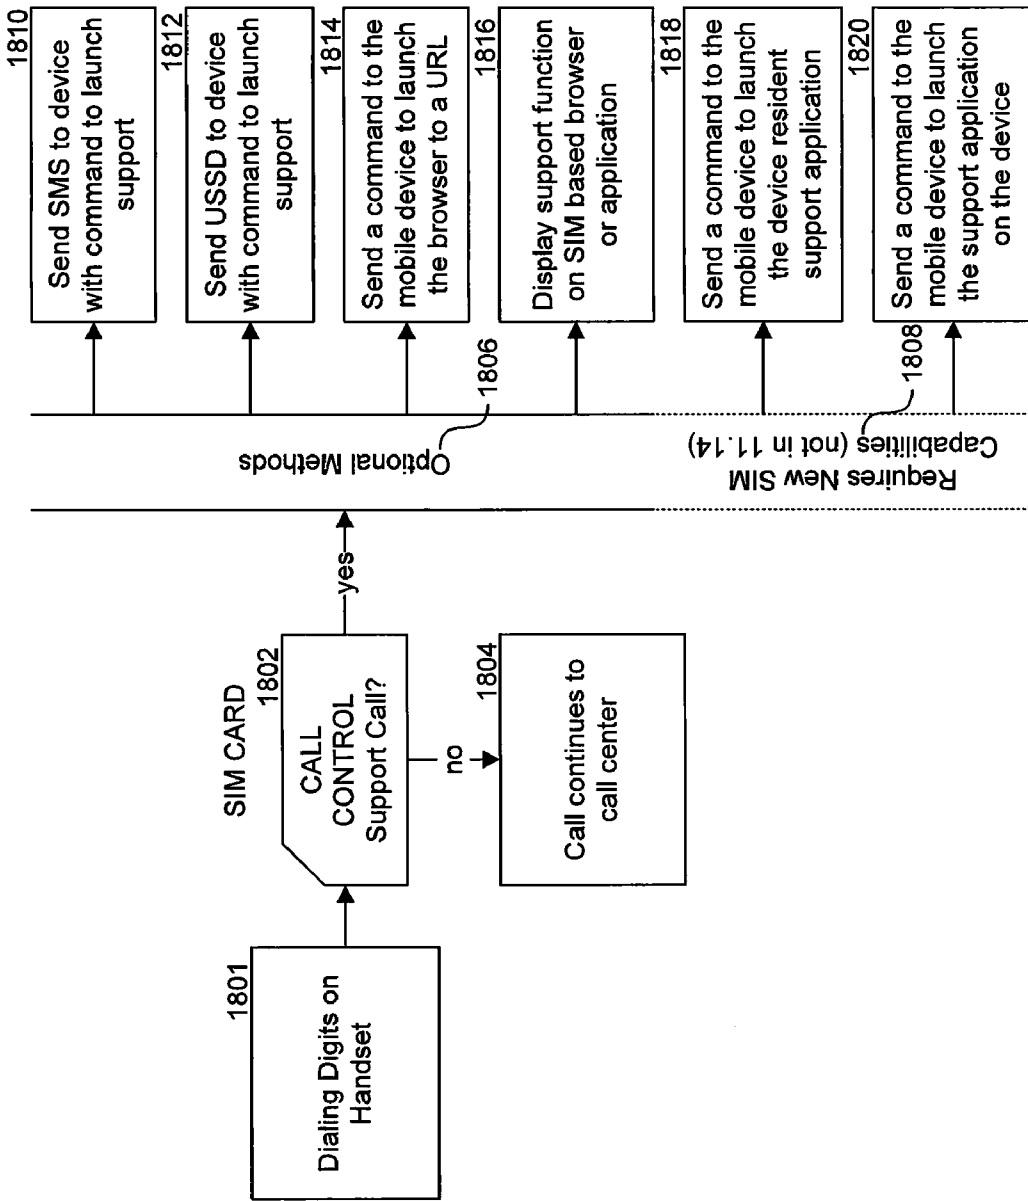 1801
Dialing Digits on
Handset
SIM CARD
1802
CALL
CONTROL
Support Call?
yes
no
1804
Call continues to
call center
Optional Methods
1806
Requires New SIM
Capabilities (not in 11.14)
1808
1810
Send SMS to device
with command to launch
support
1812
Send USSD to device
with command to launch
support
1814
Send a command to the
mobile device to launch
the browser to a URL
1816
Display support function
on SIM based browser
or application
1818
Send a command to the
mobile device to launch
the device resident
support application
1820
Send a command to the
mobile device to launch
the support application
on the device